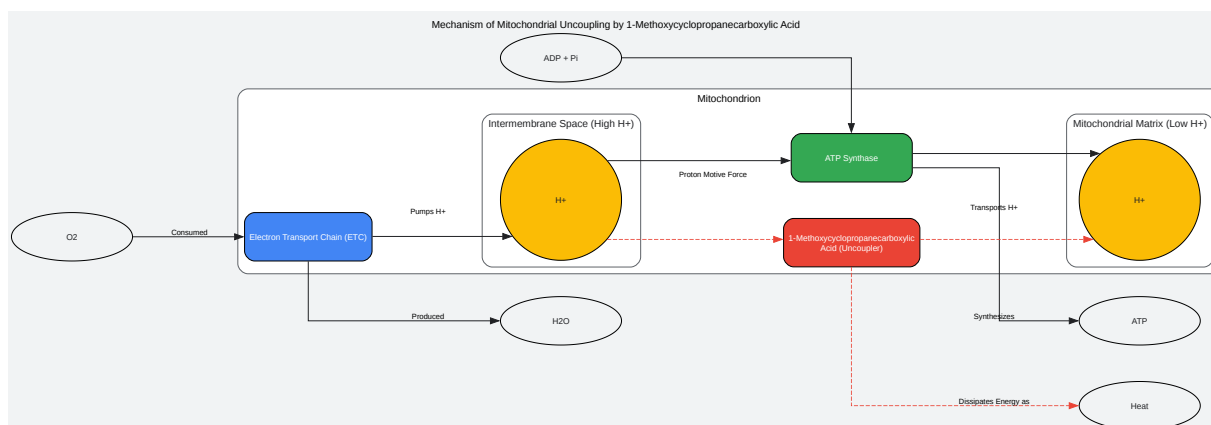 Mechanism of Mitochondrial Uncoupling by 1-Methoxycyclopropanecarboxylic Acid
ADP + Pi
Mitochondrion
Intermembrane Space (High H+)
Mitochondrial Matrix (Low H+)
ATP Synthase
Proton Motive Force
H+
H+
Pumps H+
Transports H+
O2
Consumed
Electron Transport Chain (ETC)
1-Methoxycyclopropanecarboxylic
Acid (Uncoupler)
Produced
H2O
Synthesizes
ATP
Dissipates Energy as
Heat